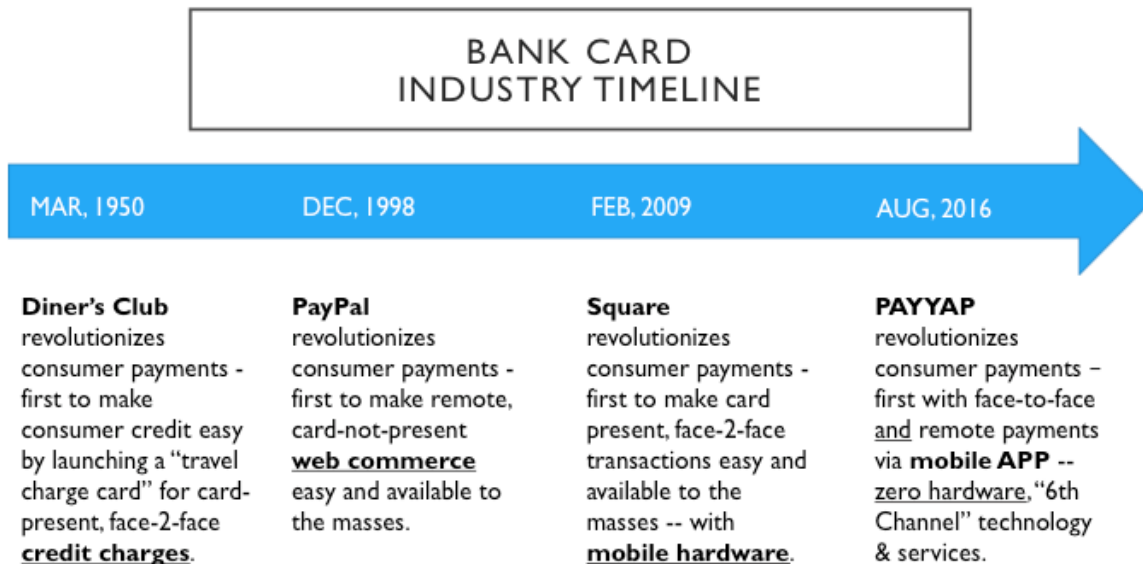 BANK CARD
INDUSTRY TIMELINE
MAR, 1950
DEC, 1998
FEB, 2009
AUG, 2016
Diner's Club
revolutionizes
consumer payments -
first to make
consumer credit easy
by launching a “travel
charge card” for card-
present, face-2-face
credit charges.
PayPal
revolutionizes
consumer payments -
first to make remote,
card-not-present
web commerce
easy and available to
the masses.
Square
revolutionizes
consumer payments -
first to make card
present, face-2-face
transactions easy and
available to the
masses -- with
mobile hardware.
PAYYAP
revolutionizes
consumer payments –
first with face-to-face
and remote payments
via mobile APP --
zero hardware, “6th
Channel” technology
& services.